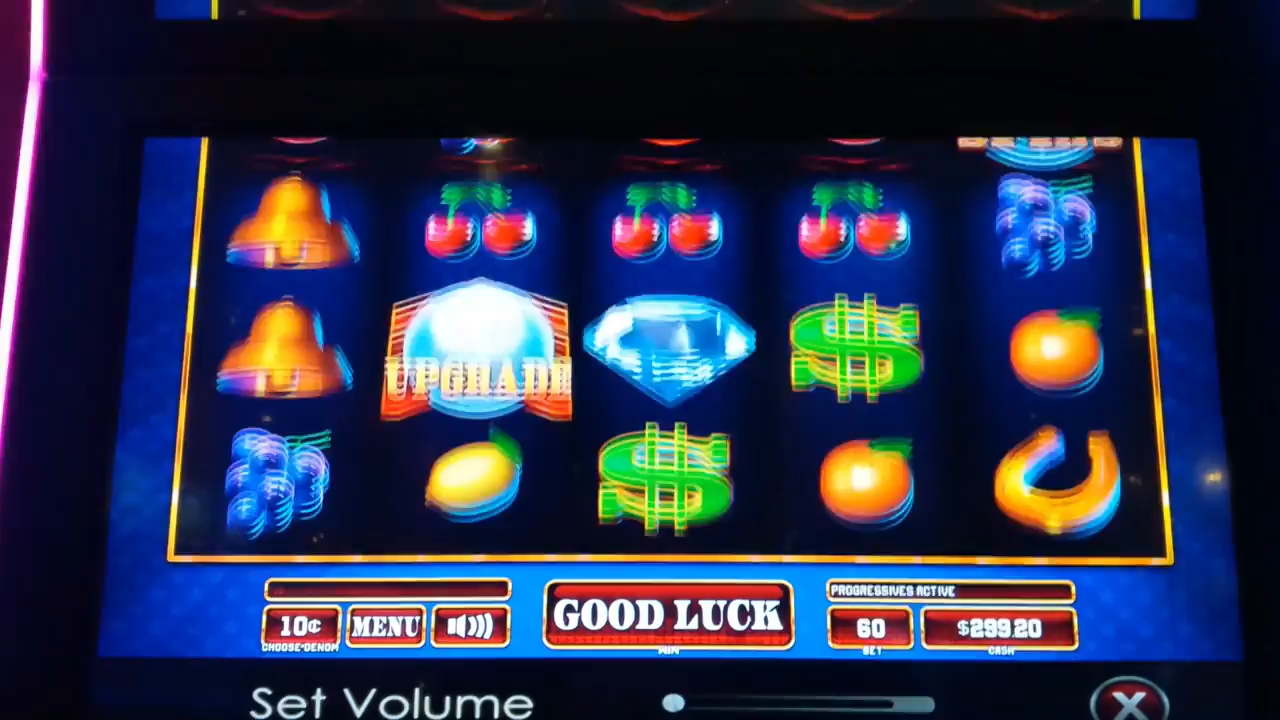 UPGRADE
GOOD LUCK
PROGRESSIVES ACTIVE
10¢
MENU
60
$299.20
CHOOSE-DENOM
WIN
BET
CASH
Set Volume
X